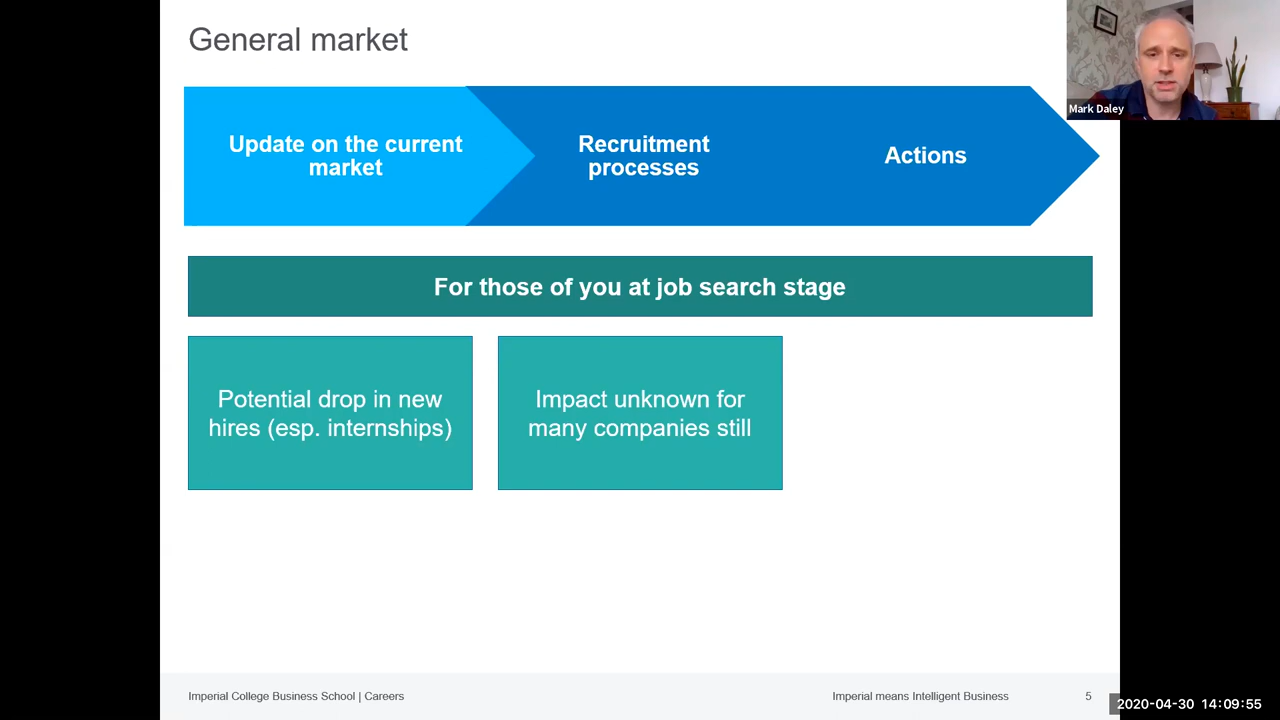 General market
Mark Daley
Update on the current
market
Recruitment
processes
Actions
For those of you at job search stage
Potential drop in new
hires (esp. internships)
Impact unknown for
many companies still
Imperial College Business School | Careers
Imperial means Intelligent Business
5
2020-04-30 14:09:55